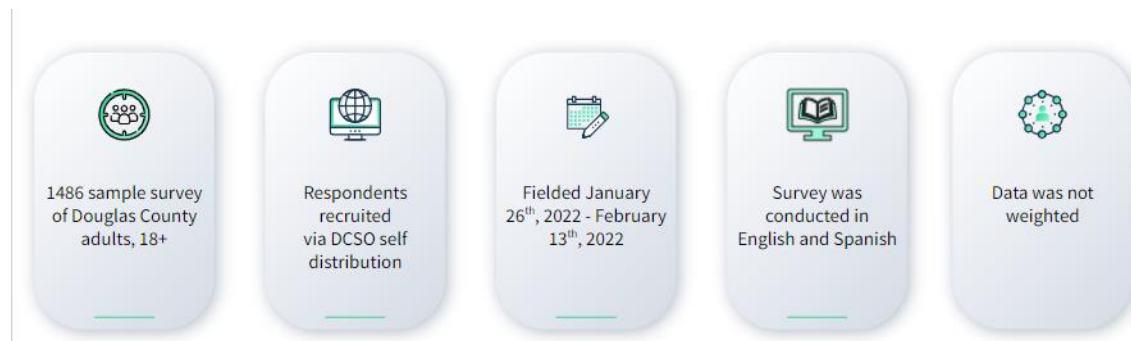 1486 sample survey
of Douglas County
adults, 18+
Respondents
recruited
via DCSO self
distribution
Fielded January
26th, 2022 - February
13th, 2022
Survey was
conducted in
English and Spanish
Data was not
weighted